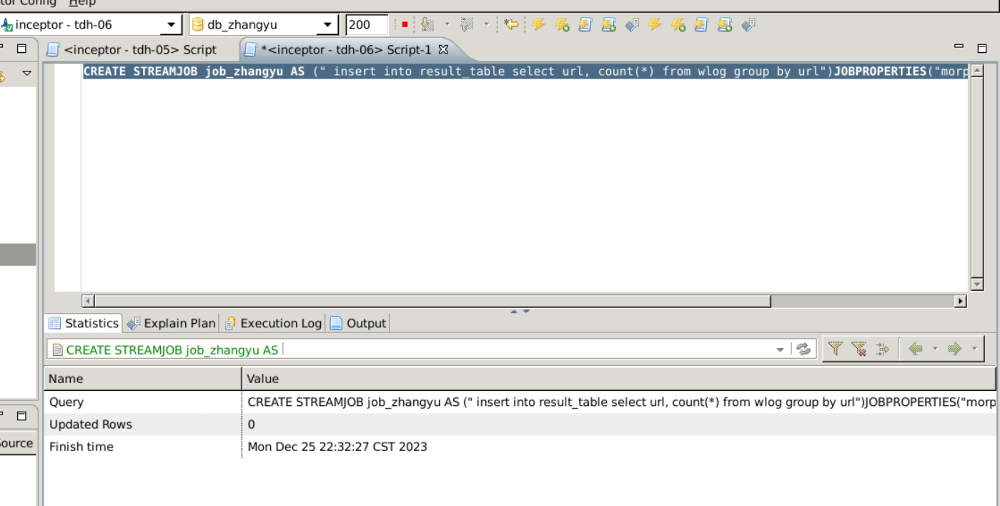 Config Help
inceptor - tdh-06 db_zhangyu 200
<inceptor - tdh-05> Script *<inceptor - tdh-06> Script-1
CREATE STREAMJOB job_zhangyu AS (" insert into result_table select url, count(*) from wlog group by url")JOBPROPERTIES("morp
Statistics Explain Plan Execution Log Output
CREATE STREAMJOB job_zhangyu AS
Name Value
Query CREATE STREAMJOB job_zhangyu AS (" insert into result_table select url, count(*) from wlog group by url")JOBPROPERTIES("morp
Updated Rows 0
Source
Finish time Mon Dec 25 22:32:27 CST 2023